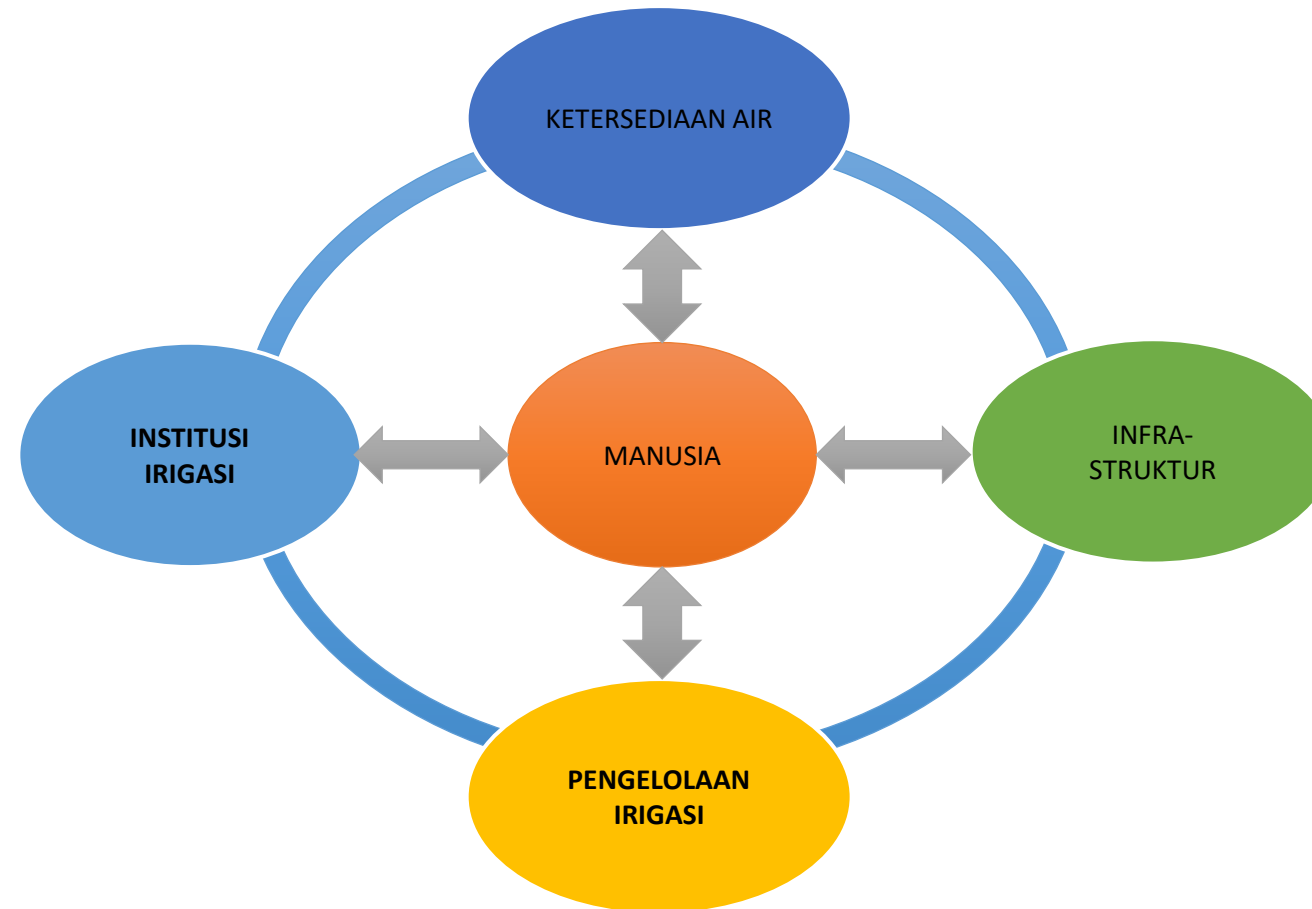 KETERSEDIAAN AIR
INSTITUSI
IRIGASI
MANUSIA
INFRA-
STRUKTUR
PENGELOLAAN
IRIGASI